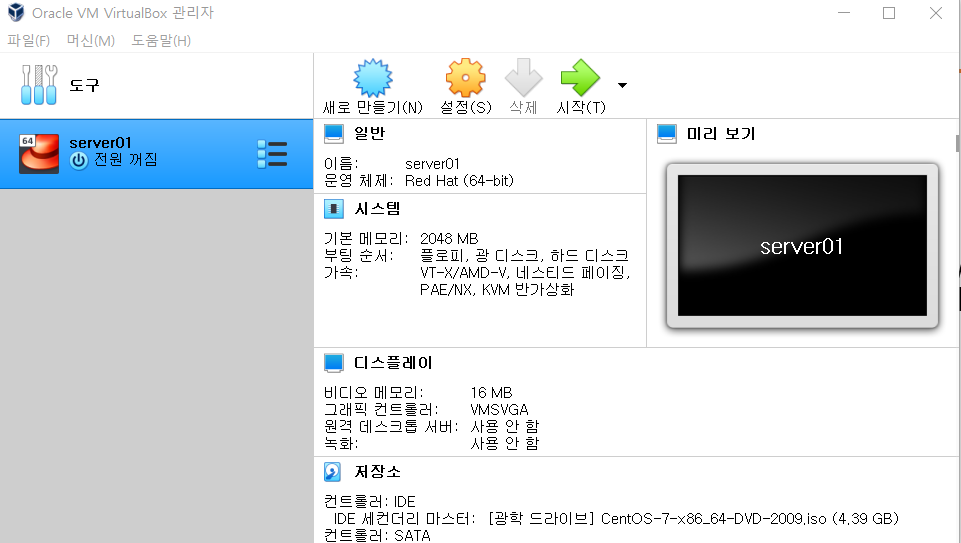 Oracle VM VirtualBox 관리자
파일(F) 머신(M) 도움말(H)
도구
새로 만들기(N) 설정(S) 삭제 시작(T)
64
server01
전원 꺼짐
일반
이름: server01
운영 체제: Red Hat (64-bit)
시스템
기본 메모리: 2048 MB
부팅 순서: 플로피, 광 디스크, 하드 디스크
가속: VT-X/AMD-V, 네스티드 페이징,
PAE/NX, KVM 반가상화
미리 보기
server01
디스플레이
비디오 메모리: 16 MB
그래픽 컨트롤러: VMSVGA
원격 데스크톱 서버: 사용 안 함
녹화: 사용 안 함
저장소
컨트롤러: IDE
IDE 세컨더리 마스터: [광학 드라이브] CentOS-7-x86_64-DVD-2009.iso (4.39 GB)
컨트롤러: SATA